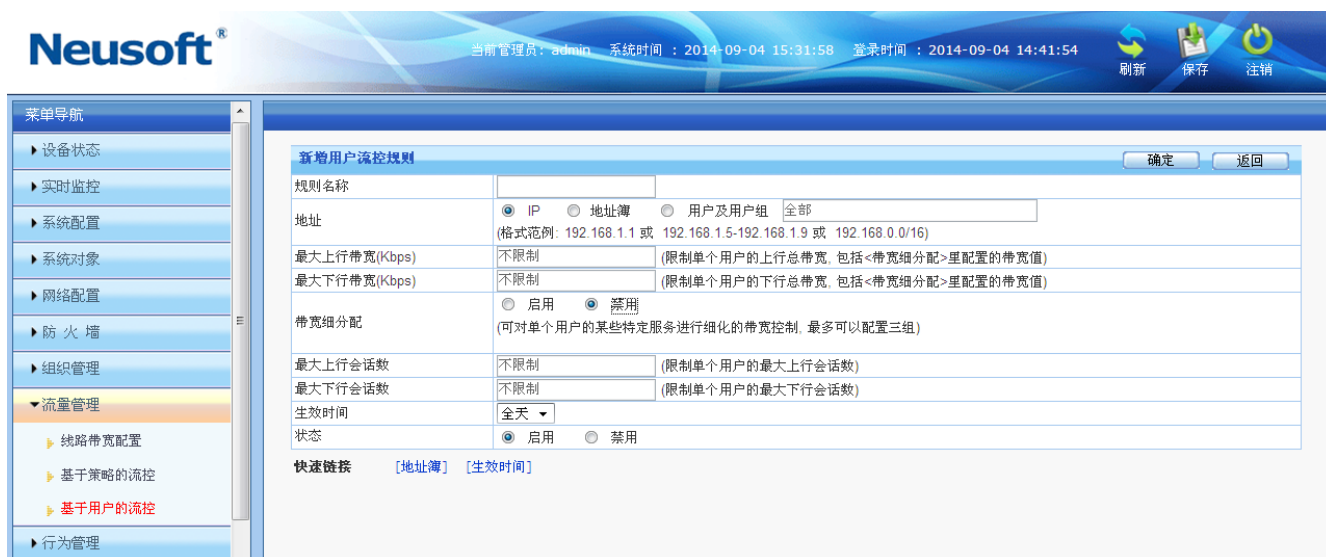 Neusoft®
当前管理员: admin 系统时间 : 2014-09-04 15:31:58 登录时间 : 2014-09-04 14:41:54
刷新 保存 注销
菜单导航
设备状态
实时监控
系统配置
系统对象
网络配置
防 火 墙
组织管理
流量管理
线路带宽配置
基于策略的流控
基于用户的流控
行为管理
新增用户流控规则 确定 返回
规则名称
地址 IP 地址簿 用户及用户组 全部
(格式范例: 192.168.1.1 或 192.168.1.5-192.168.1.9 或 192.168.0.0/16)
最大上行带宽(Kbps) 不限制 (限制单个用户的上行总带宽, 包括<带宽细分配>里配置的带宽值)
最大下行带宽(Kbps) 不限制 (限制单个用户的下行总带宽, 包括<带宽细分配>里配置的带宽值)
带宽细分配 启用 禁用
(可对单个用户的某些特定服务进行细化的带宽控制, 最多可以配置三组)
最大上行会话数 不限制 (限制单个用户的最大上行会话数)
最大下行会话数 不限制 (限制单个用户的最大下行会话数)
生效时间 全天
状态 启用 禁用
快速链接 [地址簿] [生效时间]